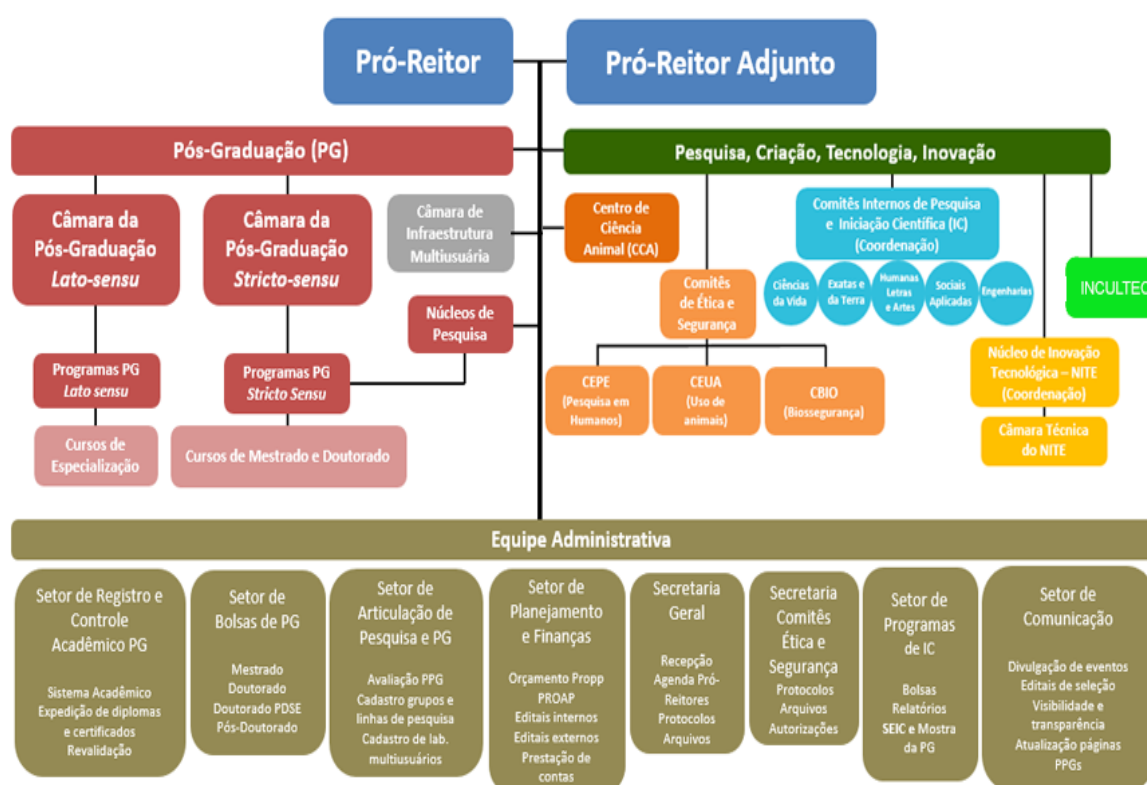 Pró-Reitor
Pró-Reitor Adjunto
Pós-Graduação (PG)
Pesquisa, Criação, Tecnologia, Inovação
Câmara da
Pós-Graduação
Lato-sensu
Câmara da
Pós-Graduação
Stricto-sensu
Câmara de
Infraestrutura
Multiusuária
Centro de
Ciência
Animal (CCA)
Comitês Internos de Pesquisa
e Iniciação Científica (IC)
(Coordenação)
Ciências
da Vida
Exatas e
da Terra
Humanas
Letras
e Artes
Sociais
Aplicadas
Engenharias
INCULTEC
Comitês
de Ética e
Segurança
Núcleos de
Pesquisa
Programas PG
Lato sensu
Programas PG
Stricto Sensu
CEPE
(Pesquisa em
Humanos)
CEUA
(Uso de
animais)
CBIO
(Biossegurança)
Núcleo de Inovação
Tecnológica – NITE
(Coordenação)
Câmara Técnica
do NITE
Cursos de
Especialização
Cursos de Mestrado e Doutorado
Equipe Administrativa
Setor de Registro e
Controle
Acadêmico PG
Sistema Acadêmico
Expedição de diplomas
e certificados
Revalidação
Setor de
Bolsas de PG
Mestrado
Doutorado
Doutorado PDSE
Pós-Doutorado
Setor de
Articulação de
Pesquisa e PG
Avaliação PPG
Cadastro grupos e
linhas de pesquisa
Cadastro de lab.
multiusuários
Setor de
Planejamento
e Finanças
Orçamento Propp
PROAP
Editais internos
Editais externos
Prestação de
contas
Secretaria
Geral
Recepção
Agenda Pró-
Reitores
Protocolos
Arquivos
Secretaria
Comitês
Ética e
Segurança
Protocolos
Arquivos
Autorizações
Setor de
Programas
de IC
Bolsas
Relatórios
SEIC e Mostra
da PG
Setor de
Comunicação
Divulgação de eventos
Editais de seleção
Visibilidade e
transparência
Atualização páginas
PPGs